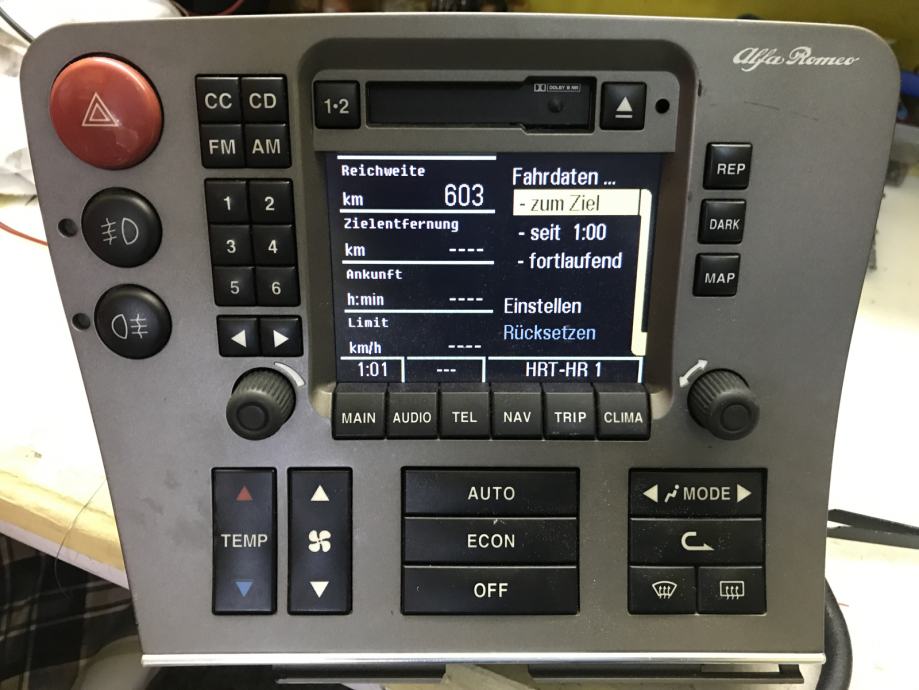 Alfa Romeo
CC CD
FM AM
1•2
DOLBY B NR
1 2
3 4
5 6
REP
DARK
MAP
Reichweite
km 603
Zielentfernung
km ----
Ankunft
h:min ----
Limit
km/h ----
Fahrdaten ...
- zum Ziel
- seit 1:00
- fortlaufend
Einstellen
Rücksetzen
1:01 --- HRT-HR 1
MAIN AUDIO TEL NAV TRIP CLIMA
TEMP
AUTO
ECON
OFF
MODE